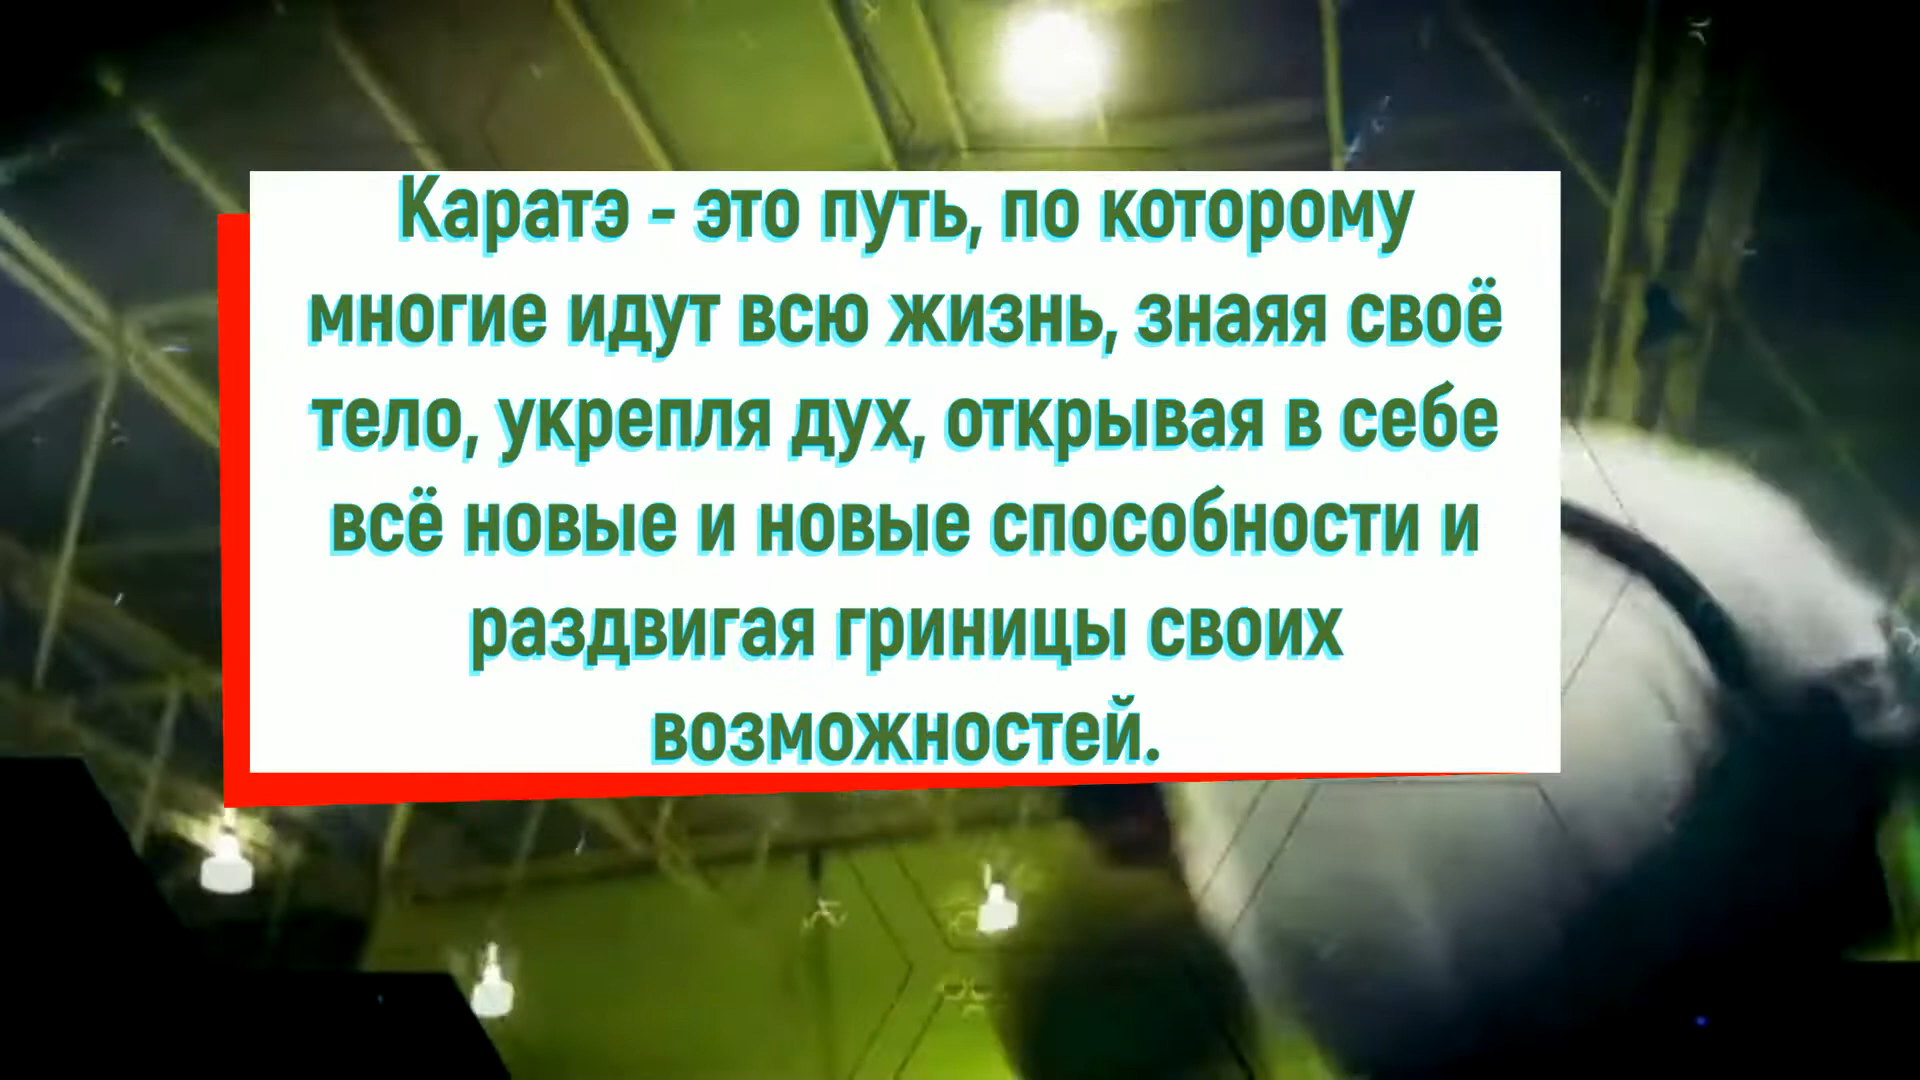 Каратэ - это путь, по которому
многие идут всю жизнь, знаяя своё
тело, укрепля дух, открывая в себе
всё новые и новые способности и
раздвигая гриницы своих
возможностей.